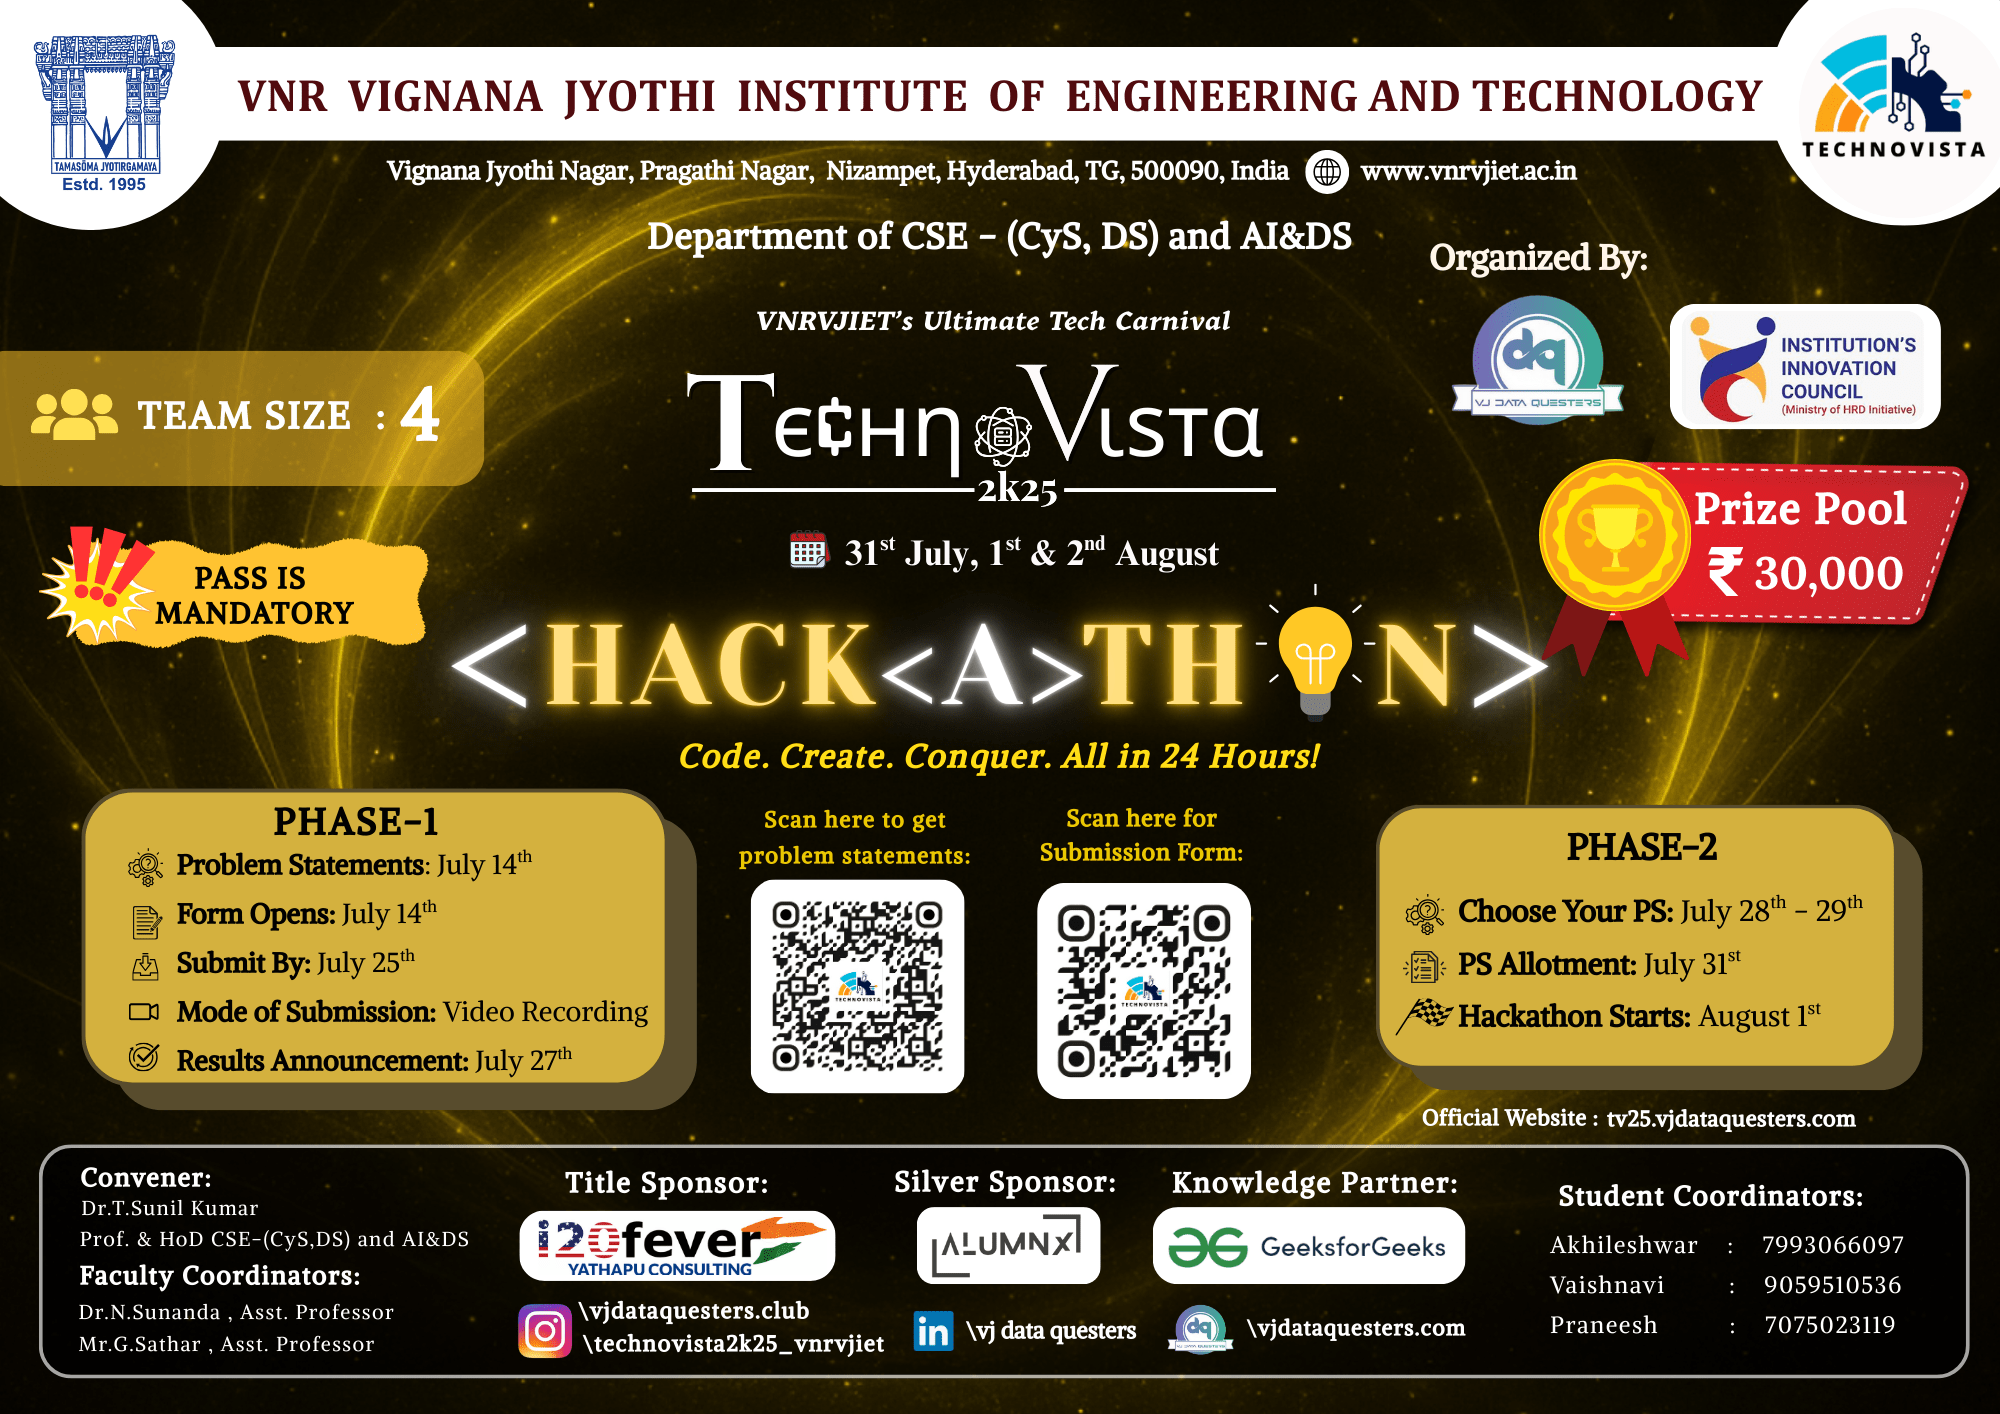 VNR VIGNANA JYOTHI INSTITUTE OF ENGINEERING AND TECHNOLOGY
TAMASŌMA JYOTIRGAMAYA
Estd. 1995
TECHNOVISTA
Vignana Jyothi Nagar, Pragathi Nagar, Nizampet, Hyderabad, TG, 500090, India www.vnrvjiet.ac.in
Department of CSE - (CyS, DS) and AI&DS
Organized By:
VJ DATA QUESTERS
INSTITUTION'S
INNOVATION
COUNCIL
(Ministry of HRD Initiative)
VNRVJIET's Ultimate Tech Carnival
TECHNOVISTA
2k25
TEAM SIZE : 4
31st July, 1st & 2nd August
Prize Pool
₹ 30,000
PASS IS
MANDATORY
<HACK<A>THON>
Code. Create. Conquer. All in 24 Hours!
PHASE-1
Problem Statements: July 14th
Form Opens: July 14th
Submit By: July 25th
Mode of Submission: Video Recording
Results Announcement: July 27th
Scan here to get
problem statements:
TECHNOVISTA
Scan here for
Submission Form:
TECHNOVISTA
PHASE-2
Choose Your PS: July 28th - 29th
PS Allotment: July 31st
Hackathon Starts: August 1st
Official Website : tv25.vjdataquesters.com
Convener:
Dr.T.Sunil Kumar
Prof. & HoD CSE-(CyS,DS) and AI&DS
Faculty Coordinators:
Dr.N.Sunanda , Asst. Professor
Mr.G.Sathar , Asst. Professor
Title Sponsor:
i20fever
YATHAPU CONSULTING
Silver Sponsor:
ALUMNX
Knowledge Partner:
GeeksforGeeks
\vjdataquesters.club
\technovista2k25_vnrvjiet
in \vj data questers
dq
VJ DATA QUESTERS
\vjdataquesters.com
Student Coordinators:
Akhileshwar : 7993066097
Vaishnavi : 9059510536
Praneesh : 7075023119